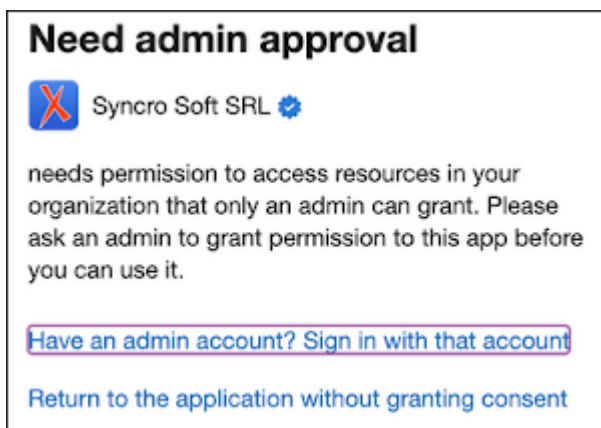 Need admin approval
Syncro Soft SRL
needs permission to access resources in your
organization that only an admin can grant. Please
ask an admin to grant permission to this app before
you can use it.
Have an admin account? Sign in with that account
Return to the application without granting consent